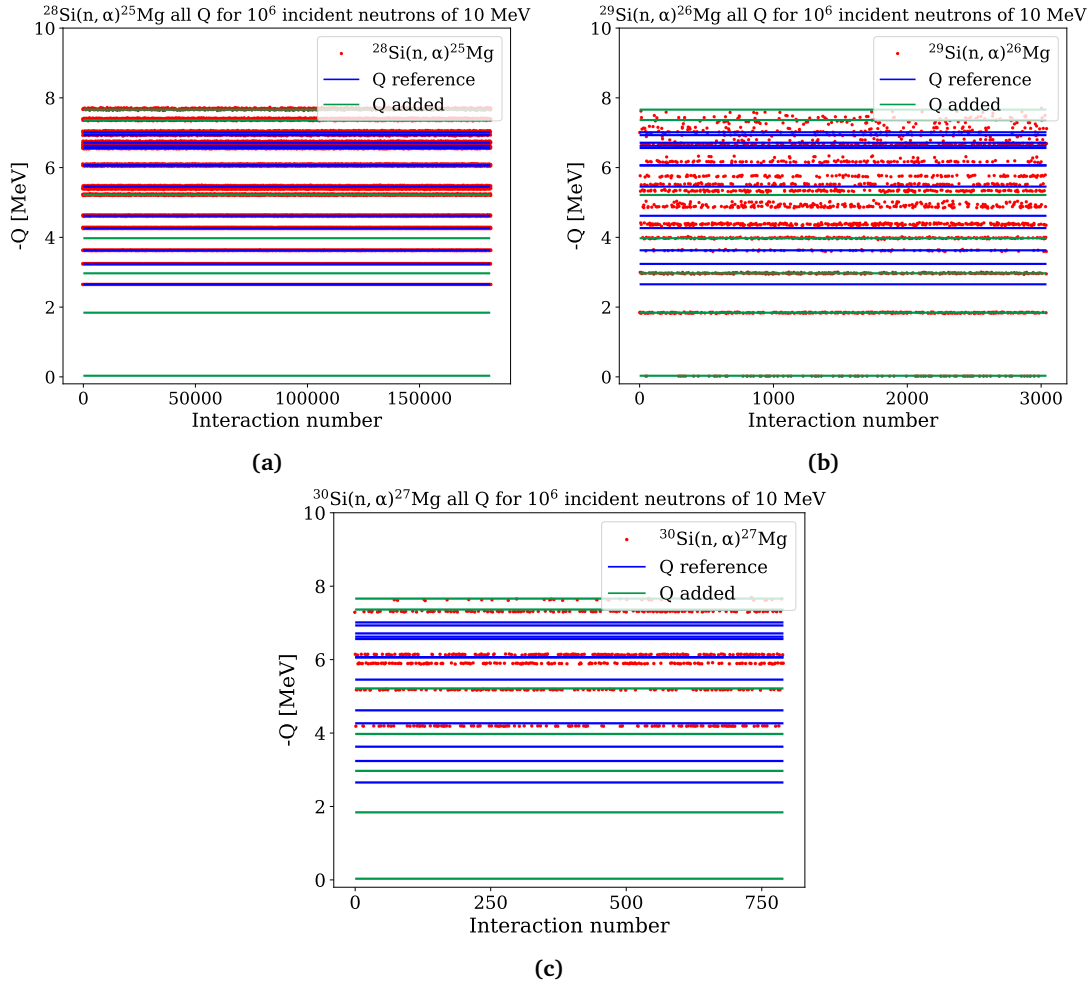 ²⁸Si(n, α)²⁵Mg all Q for 10⁶ incident neutrons of 10 MeV
10
8
6
4
2
0
-Q [MeV]
²⁸Si(n, α)²⁵Mg
Q reference
Q added
0 50000 100000 150000
Interaction number
(a)
²⁹Si(n, α)²⁶Mg all Q for 10⁶ incident neutrons of 10 MeV
10
8
6
4
2
0
-Q [MeV]
²⁹Si(n, α)²⁶Mg
Q reference
Q added
0 1000 2000 3000
Interaction number
(b)
³⁰Si(n, α)²⁷Mg all Q for 10⁶ incident neutrons of 10 MeV
10
8
6
4
2
0
-Q [MeV]
³⁰Si(n, α)²⁷Mg
Q reference
Q added
0 250 500 750
Interaction number
(c)